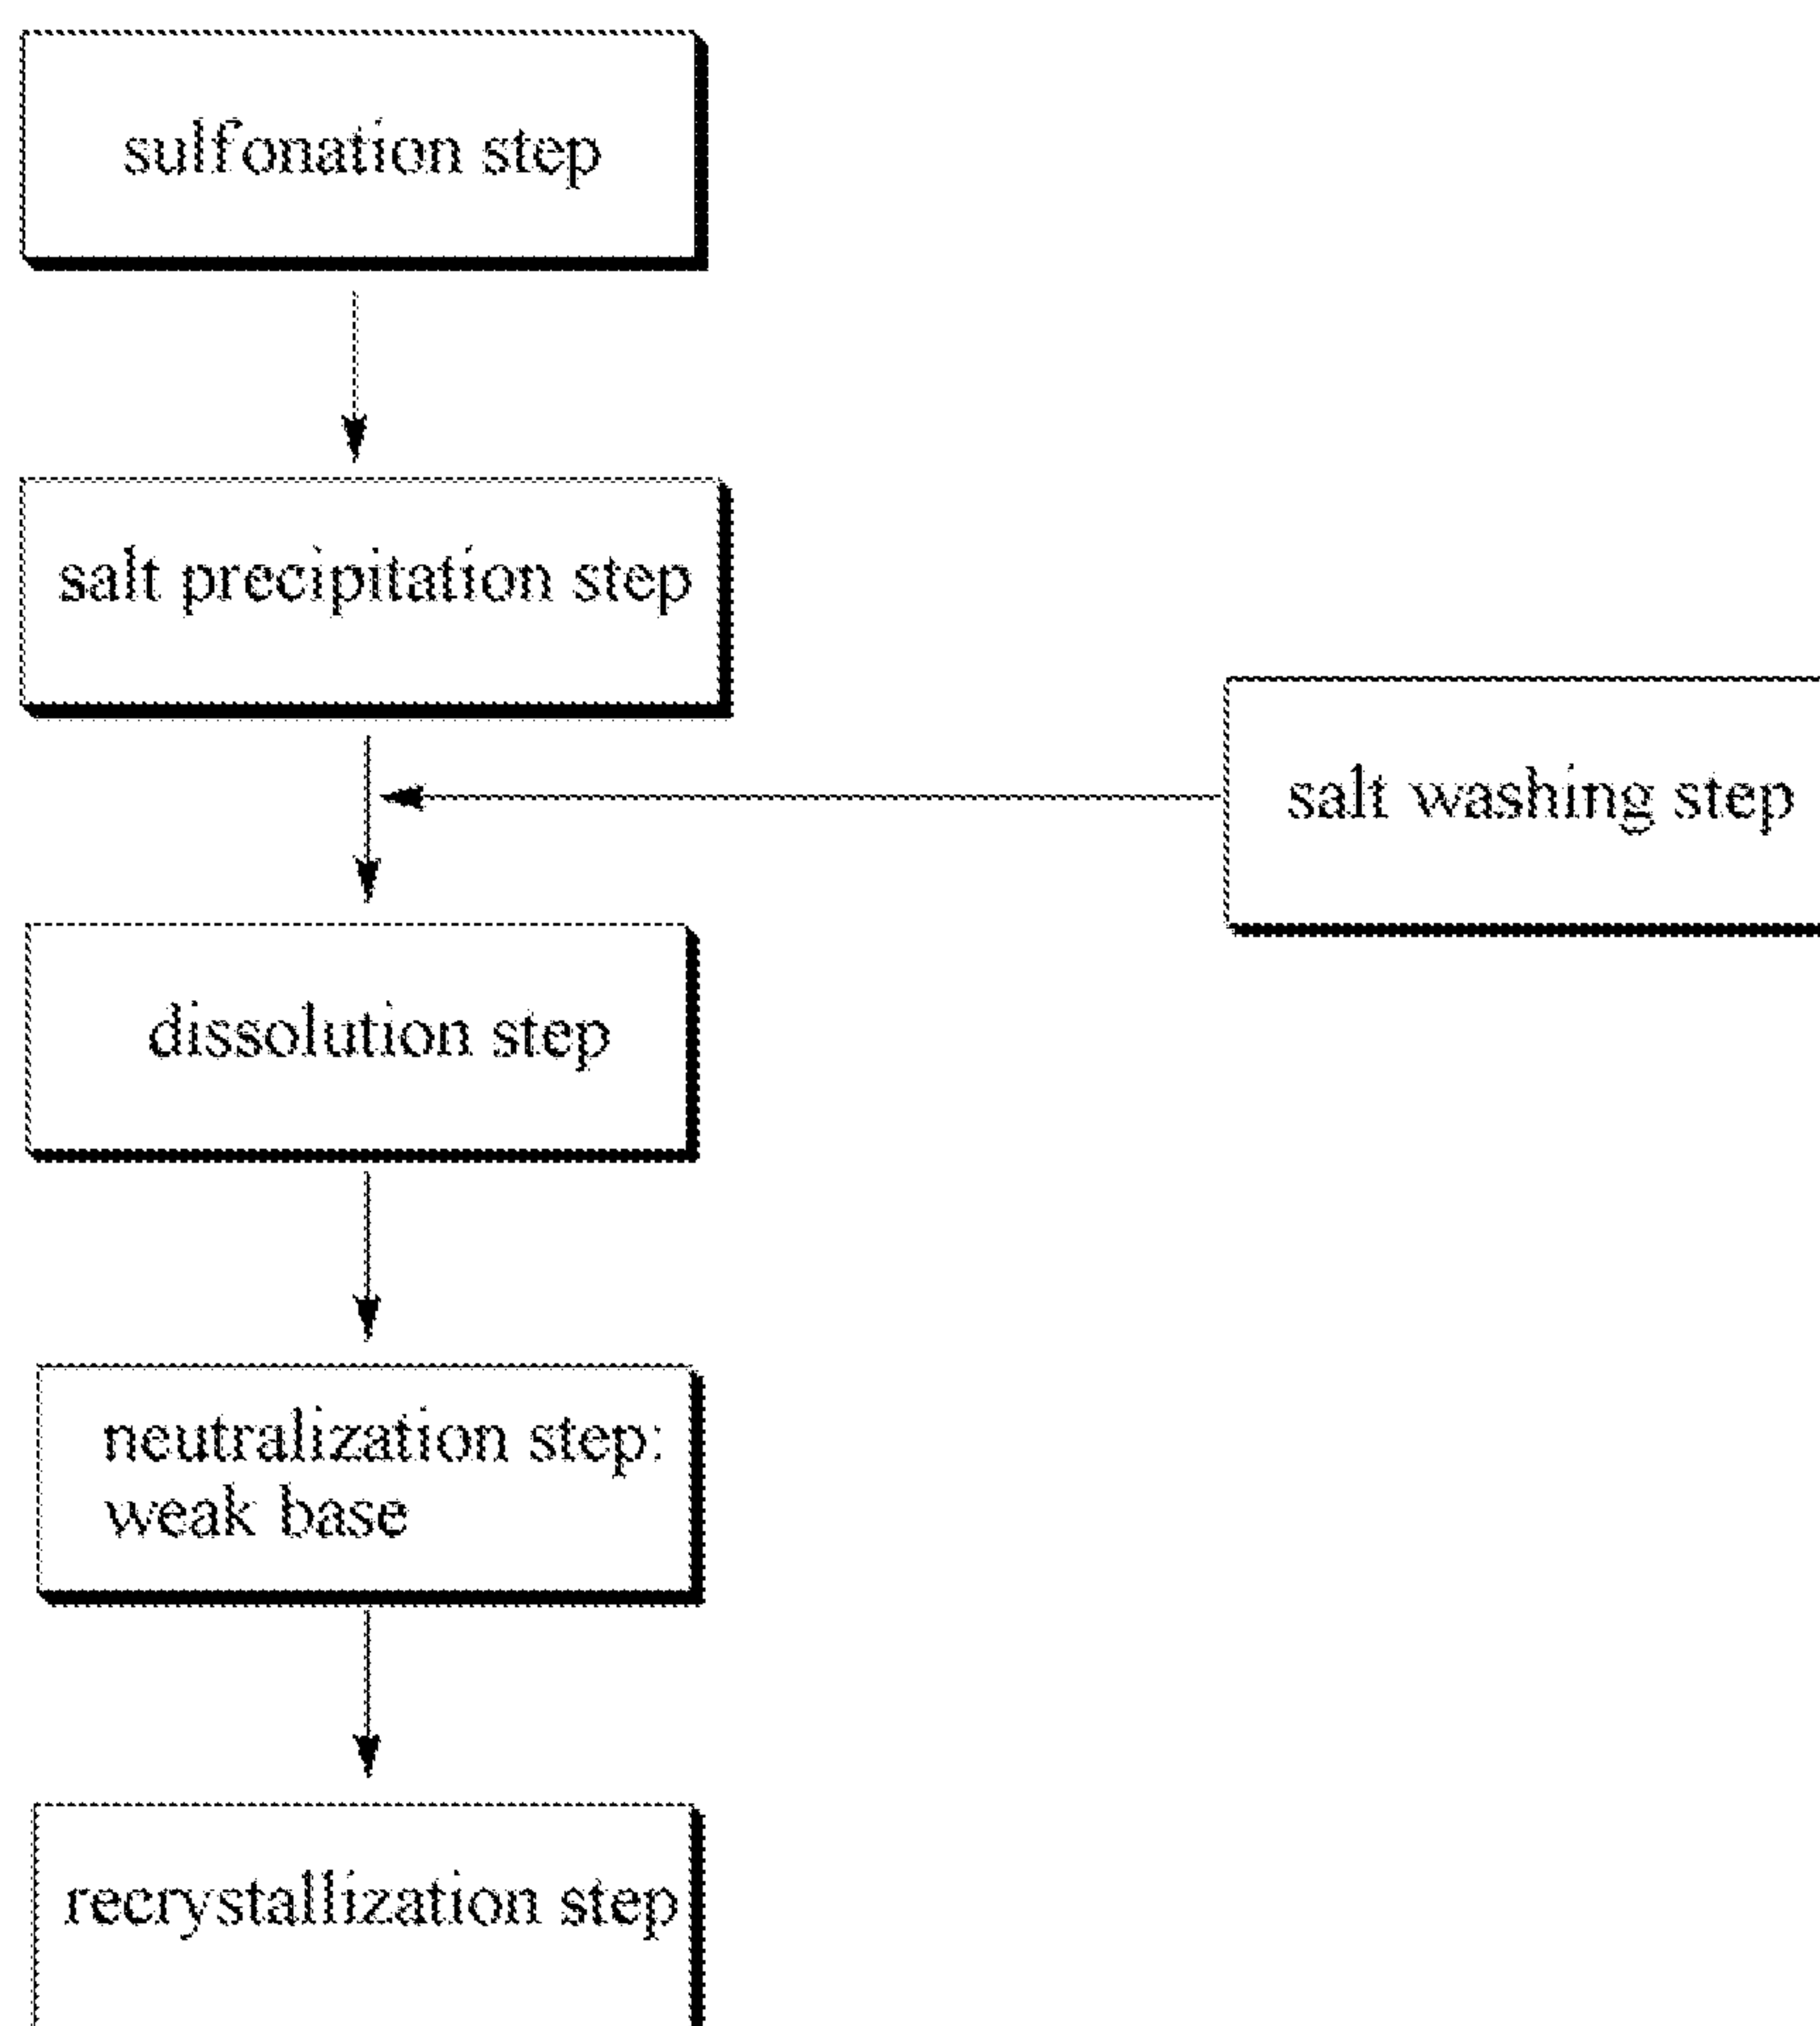 sulfonation step
salt precipitation step
salt washing step
dissolution step
neutralization step:
weak base
recrystallization step